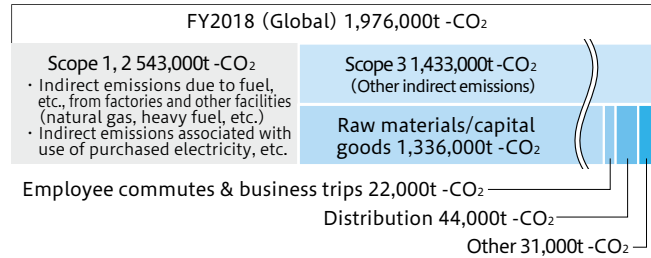 FY2018 (Global) 1,976,000t -CO₂
Scope 1, 2 543,000t -CO₂
・Indirect emissions due to fuel,
etc., from factories and other facilities
(natural gas, heavy fuel, etc.)
・Indirect emissions associated with
use of purchased electricity, etc.
Scope 3 1,433,000t -CO₂
(Other indirect emissions)
Raw materials/capital
goods 1,336,000t -CO₂
Employee commutes & business trips 22,000t -CO₂
Distribution 44,000t -CO₂
Other 31,000t -CO₂